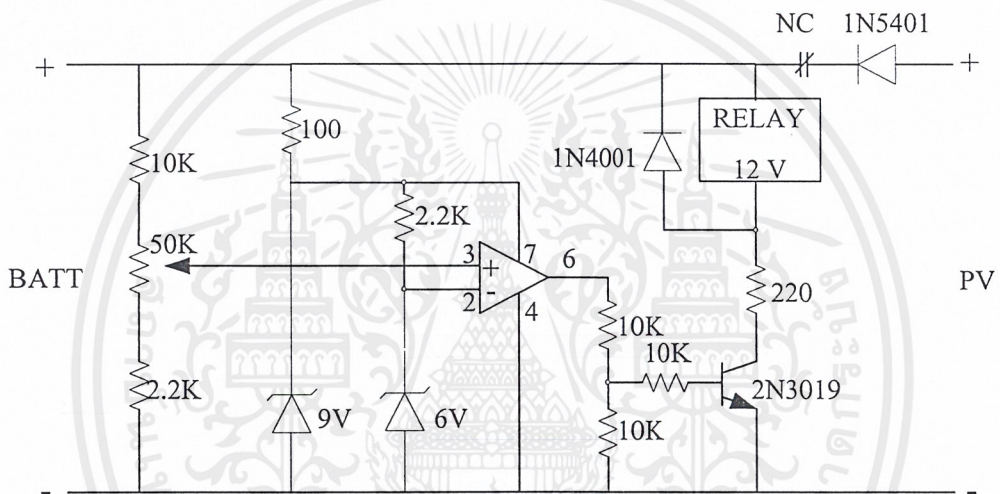 NC 1N5401
+ +
RELAY
12 V
100
10K
1N4001
2.2K
50K
3 7 6
+
BATT
-
2 4
220
PV
10K
10K
2.2K
2N3019
9V
6V
10K
- -